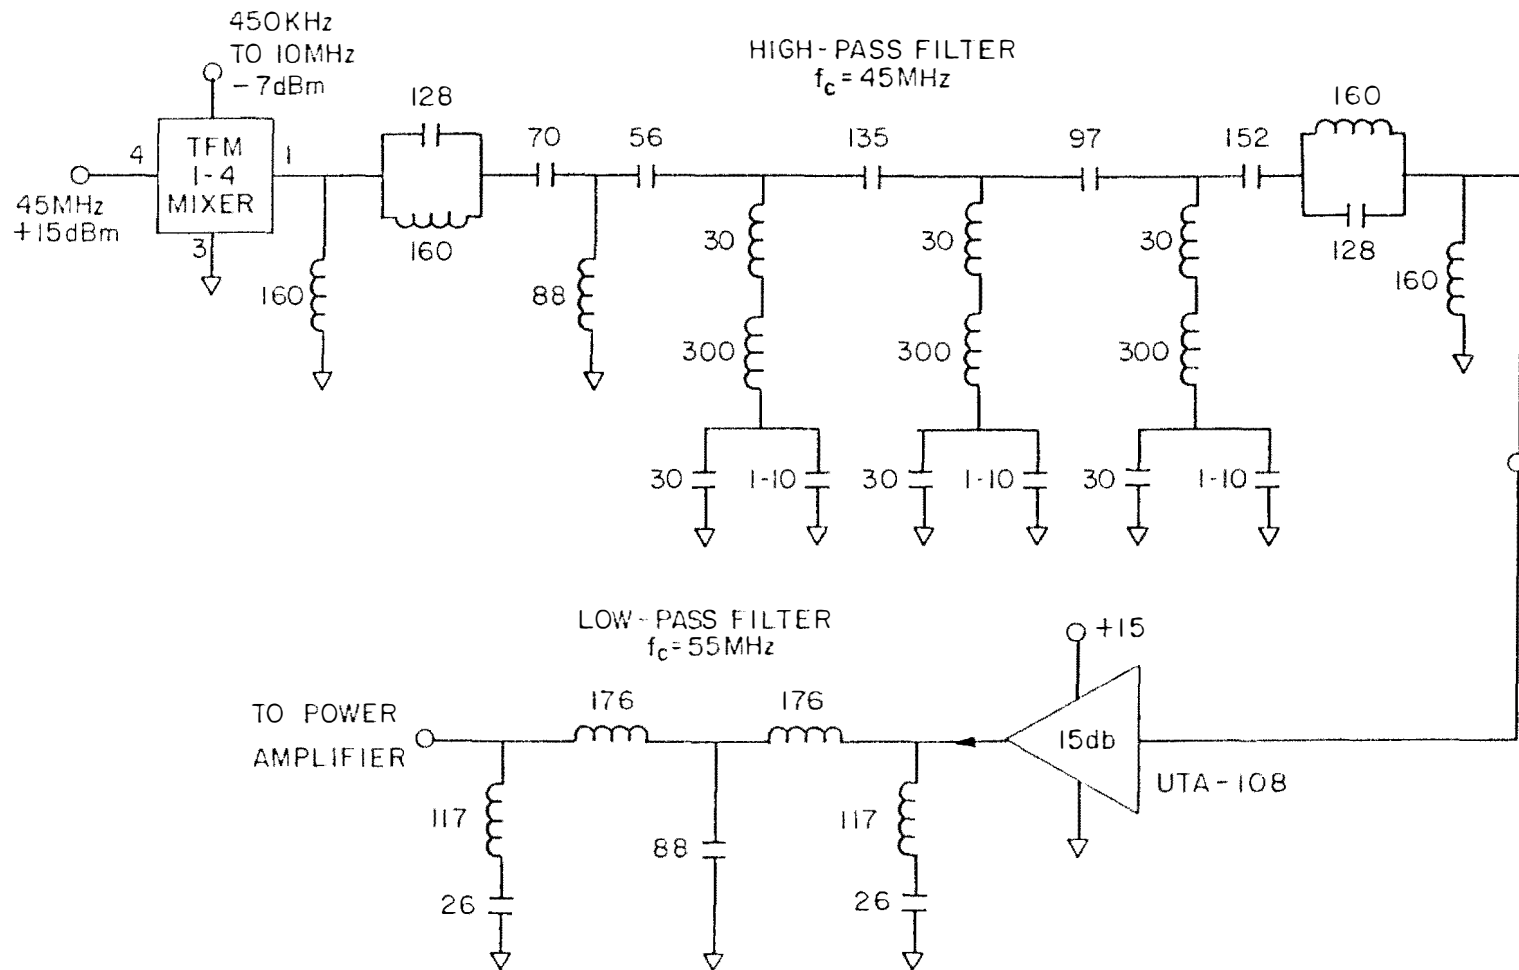 450KHz
TO 10MHz
-7dBm
HIGH-PASS FILTER
fc = 45MHz
128
160
70
56
135
97
152
4
TFM
1-4
MIXER
1
3
45MHz
+15dBm
160
128
160
88
30
30
30
160
300
300
300
30
1-10
30
1-10
30
1-10
LOW-PASS FILTER
fc = 55MHz
+15
176
176
TO POWER
AMPLIFIER
15db
UTA-108
117
88
117
26
26